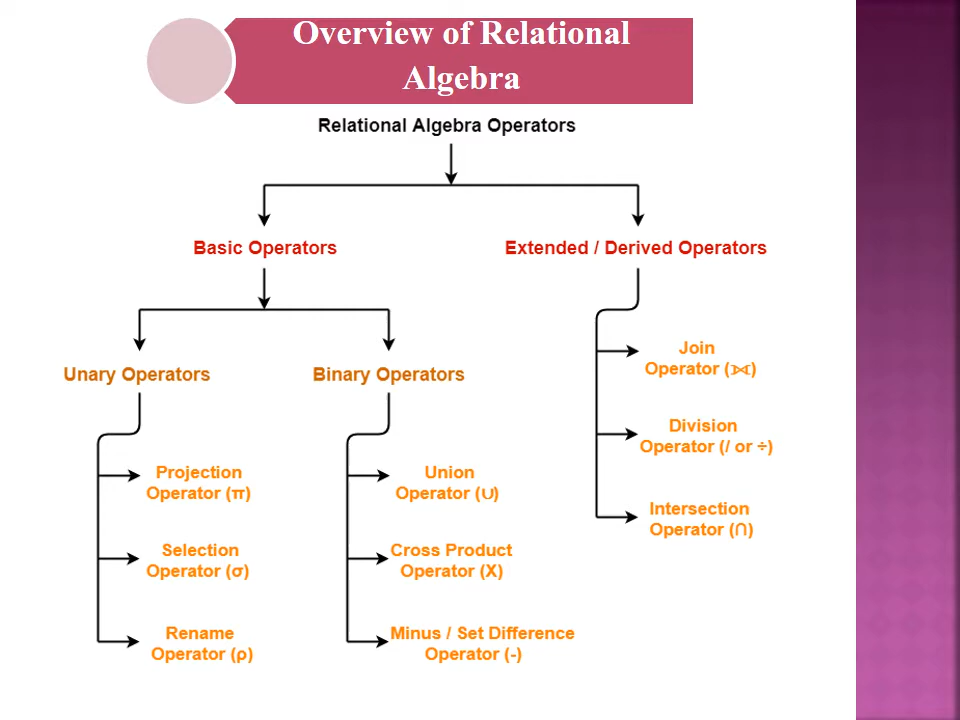 Overview of Relational
Algebra
Relational Algebra Operators
Basic Operators
Extended / Derived Operators
Unary Operators
Binary Operators
Join
Operator (⋈)
Division
Operator (/ or ÷)
Intersection
Operator (∩)
Projection
Operator (π)
Selection
Operator (σ)
Rename
Operator (ρ)
Union
Operator (∪)
Cross Product
Operator (X)
Minus / Set Difference
Operator (-)